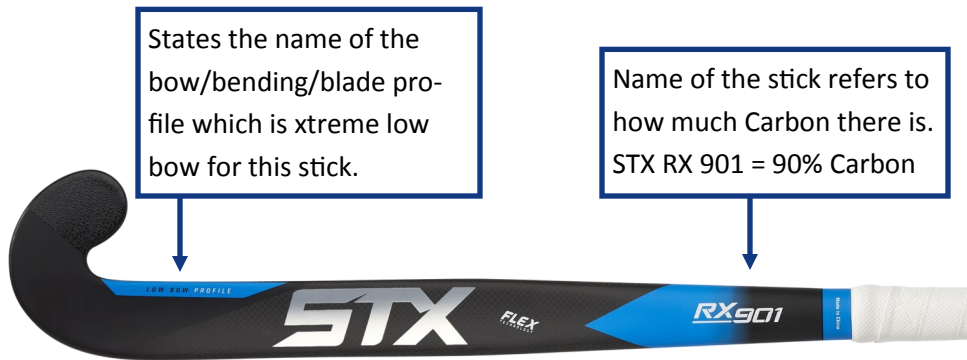 States the name of the
bow/bending/blade pro-
file which is xtreme low
bow for this stick.
Name of the stick refers to
how much Carbon there is.
STX RX 901 = 90% Carbon
LOW BOW PROFILE
STX
FLEX
TECHNOLOGY
RX901
Made in China